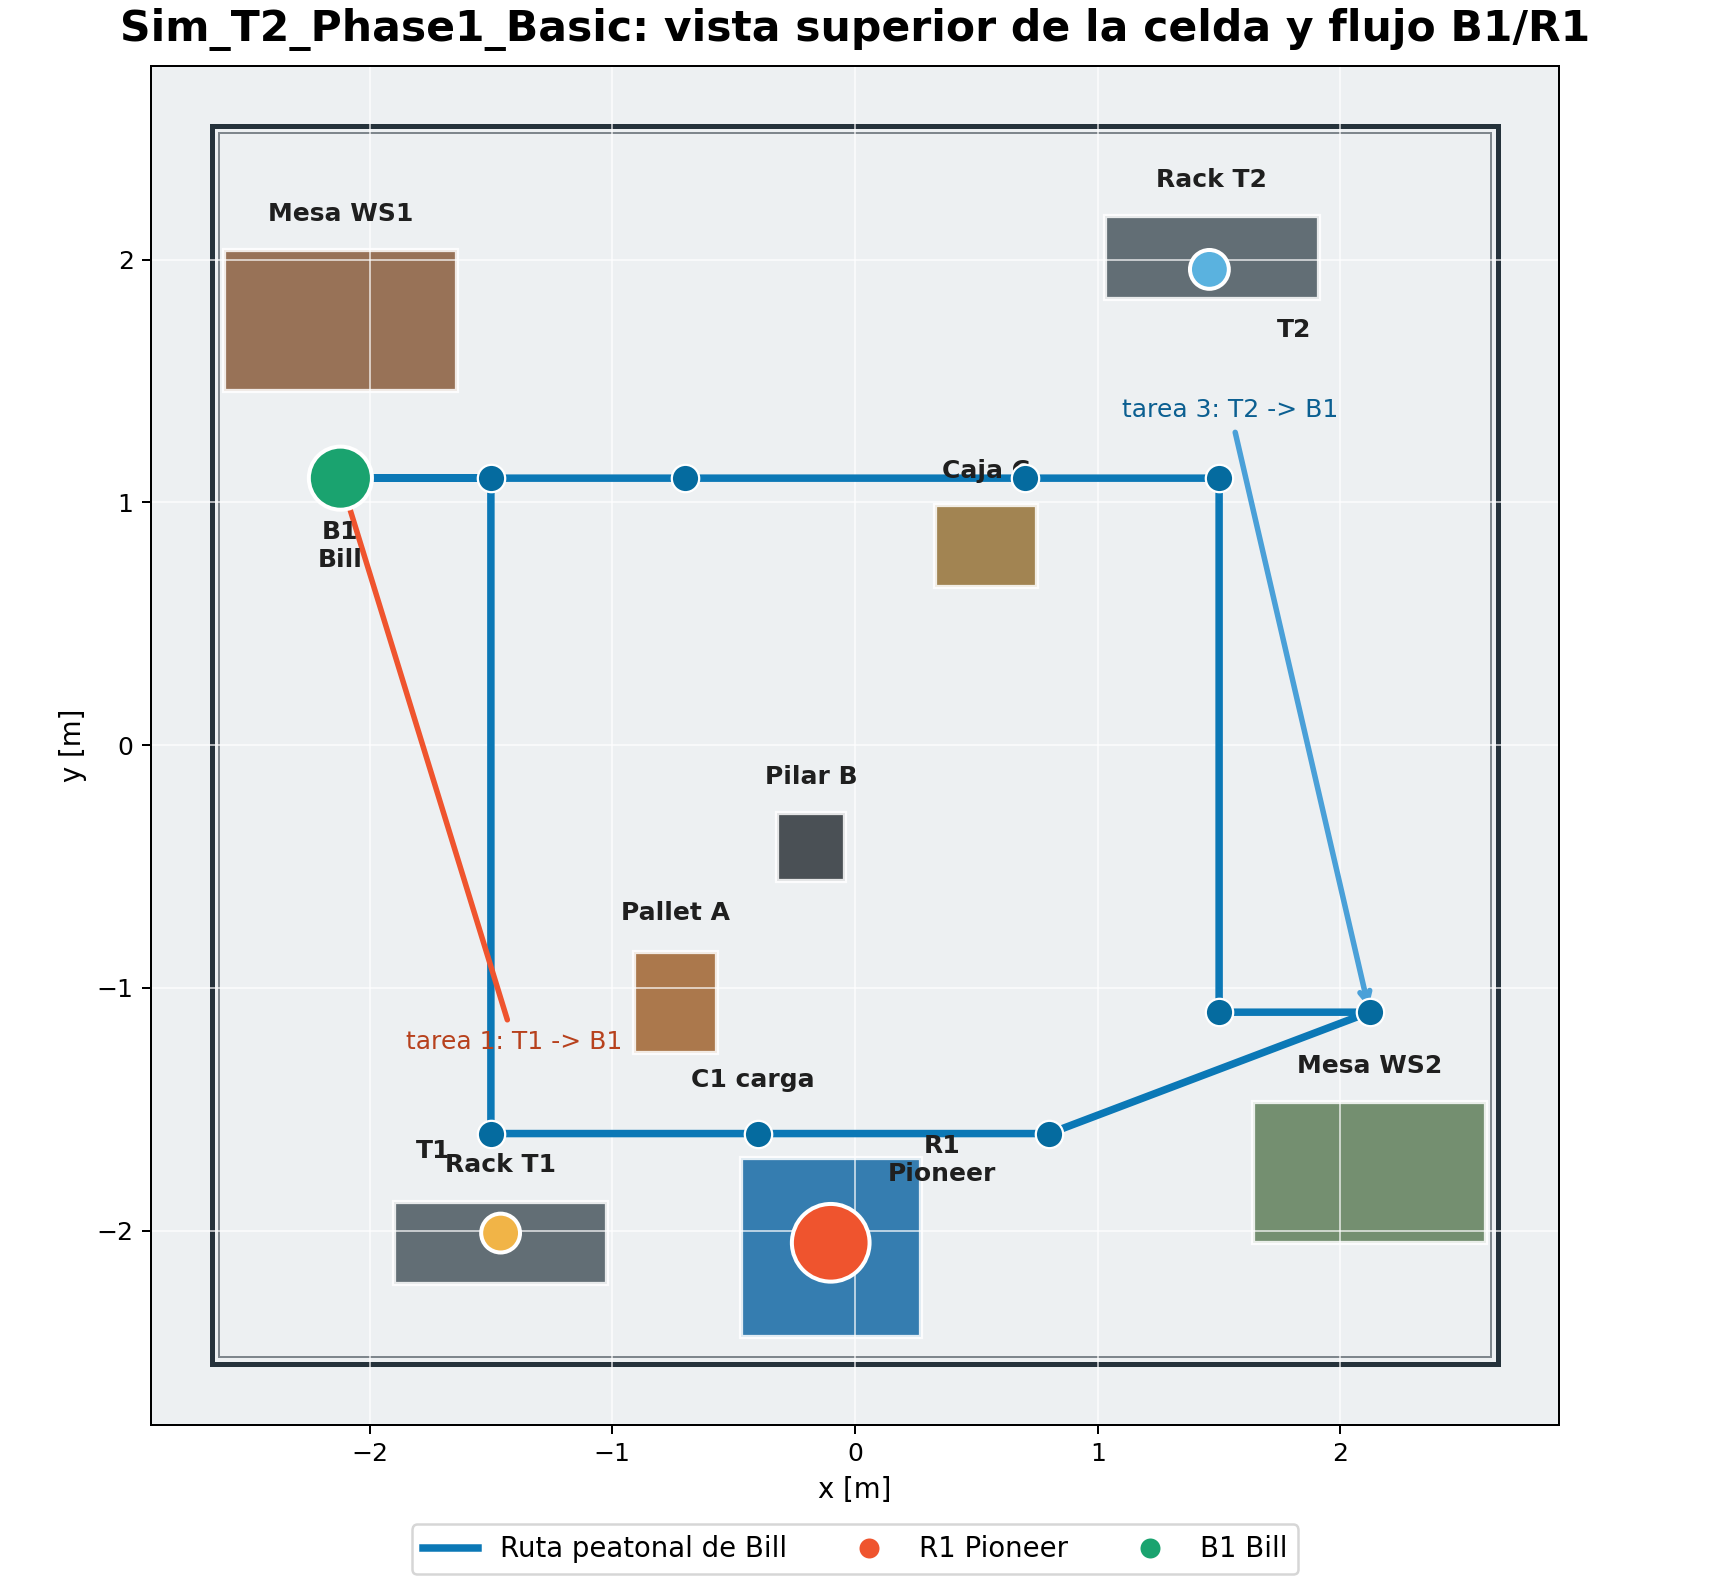 Sim_T2_Phase1_Basic: vista superior de la celda y flujo B1/R1
Rack T2
Mesa WS1
2
T2
tarea 3: T2 -> B1
Caja C
1
B1
Bill
y [m]
0
Pilar B
Pallet A
−1
tarea 1: T1 -> B1
Mesa WS2
C1 carga
T1
Rack T1
R1
Pioneer
−2
−2
−1
0
1
2
x [m]
Ruta peatonal de Bill
R1 Pioneer
B1 Bill